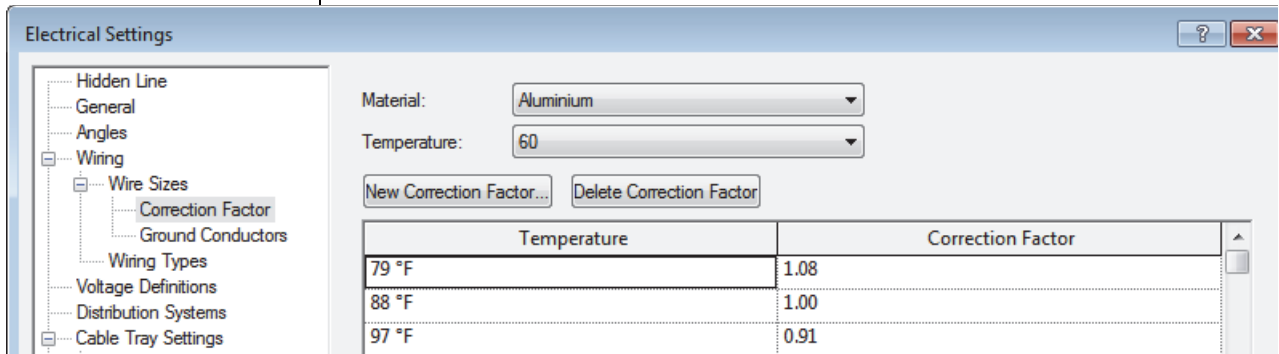 Electrical Settings
Hidden Line
General
Angles
Wiring
Wire Sizes
Correction Factor
Ground Conductors
Wiring Types
Voltage Definitions
Distribution Systems
Cable Tray Settings
Material: Aluminium
Temperature: 60
New Correction Factor... Delete Correction Factor
Temperature Correction Factor
79 °F 1.08
88 °F 1.00
97 °F 0.91